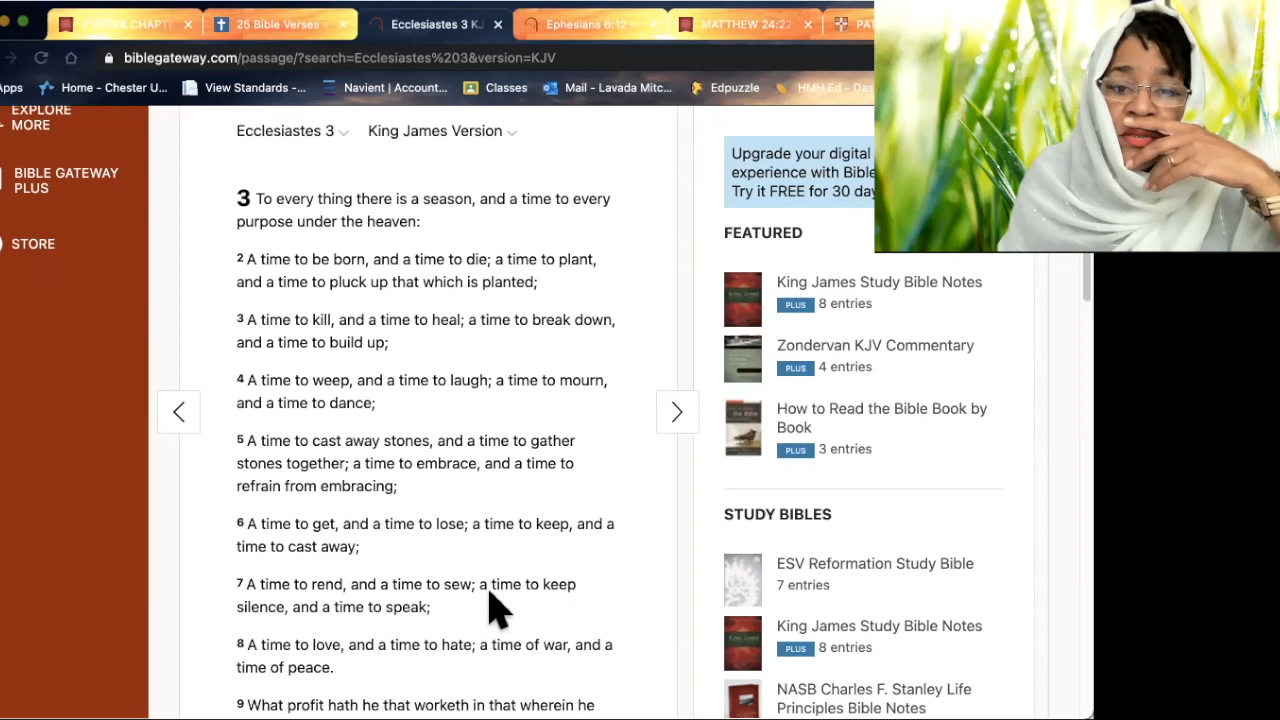 CHAPT
25 Bible Verses
Ecclesiastes 3 KJ
Ephesians 6:12
MATTHEW 24:22
biblegateway.com/passage/?search=Ecclesiastes%203&version=KJV
Apps
Home - Chester U...
View Standards -...
Navient | Account...
Classes
Mail - Lavada Mitc...
Edpuzzle
HMH Ed - Das
EXPLORE
MORE
BIBLE GATEWAY
PLUS
STORE
Ecclesiastes 3
King James Version
3 To every thing there is a season, and a time to every
purpose under the heaven:
2 A time to be born, and a time to die; a time to plant,
and a time to pluck up that which is planted;
3 A time to kill, and a time to heal; a time to break down,
and a time to build up;
4 A time to weep, and a time to laugh; a time to mourn,
and a time to dance;
5 A time to cast away stones, and a time to gather
stones together; a time to embrace, and a time to
refrain from embracing;
6 A time to get, and a time to lose; a time to keep, and a
time to cast away;
7 A time to rend, and a time to sew; a time to keep
silence, and a time to speak;
8 A time to love, and a time to hate; a time of war, and a
time of peace.
9 What profit hath he that worketh in that wherein he
Upgrade your digital
experience with Bible
Try it FREE for 30 day
FEATURED
King James Study Bible Notes
PLUS 8 entries
Zondervan KJV Commentary
PLUS 4 entries
How to Read the Bible Book by
Book
PLUS 3 entries
STUDY BIBLES
ESV Reformation Study Bible
7 entries
King James Study Bible Notes
PLUS 8 entries
NASB Charles F. Stanley Life
Principles Bible Notes